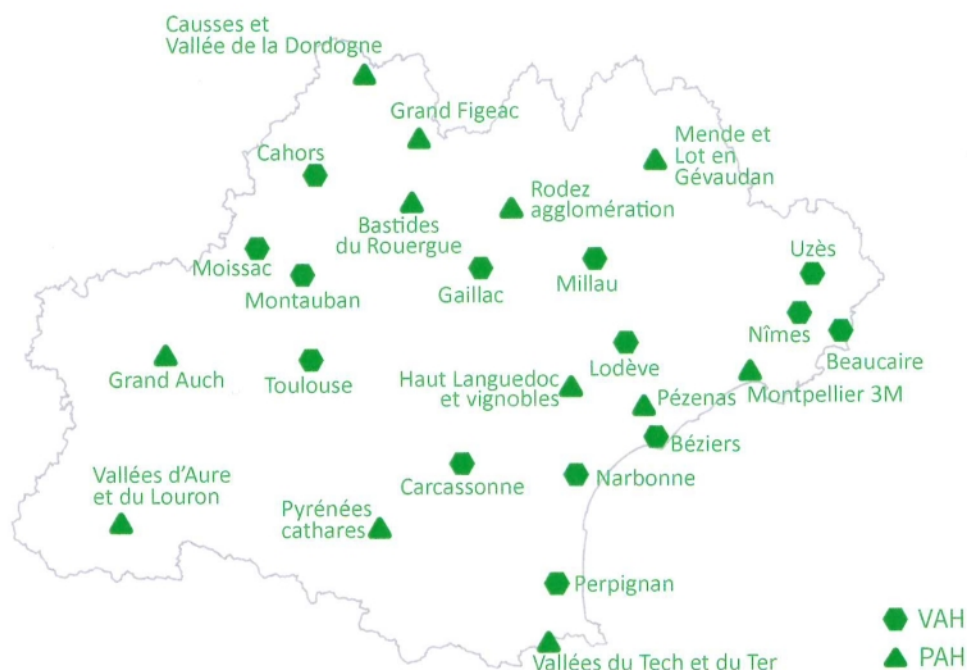 Causses et
Vallée de la Dordogne
Grand Figeac
Mende et
Lot en
Gévaudan
Cahors
Rodez
agglomération
Bastides
du Rouergue
Uzès
Moissac
Montauban
Gaillac
Millau
Nîmes
Beaucaire
Grand Auch
Toulouse
Lodève
Haut Languedoc
et vignobles
Montpellier 3M
Pézenas
Béziers
Vallées d'Aure
et du Louron
Carcassonne
Narbonne
Pyrénées
cathares
Perpignan
VAH
Vallées du Tech et du Ter
PAH